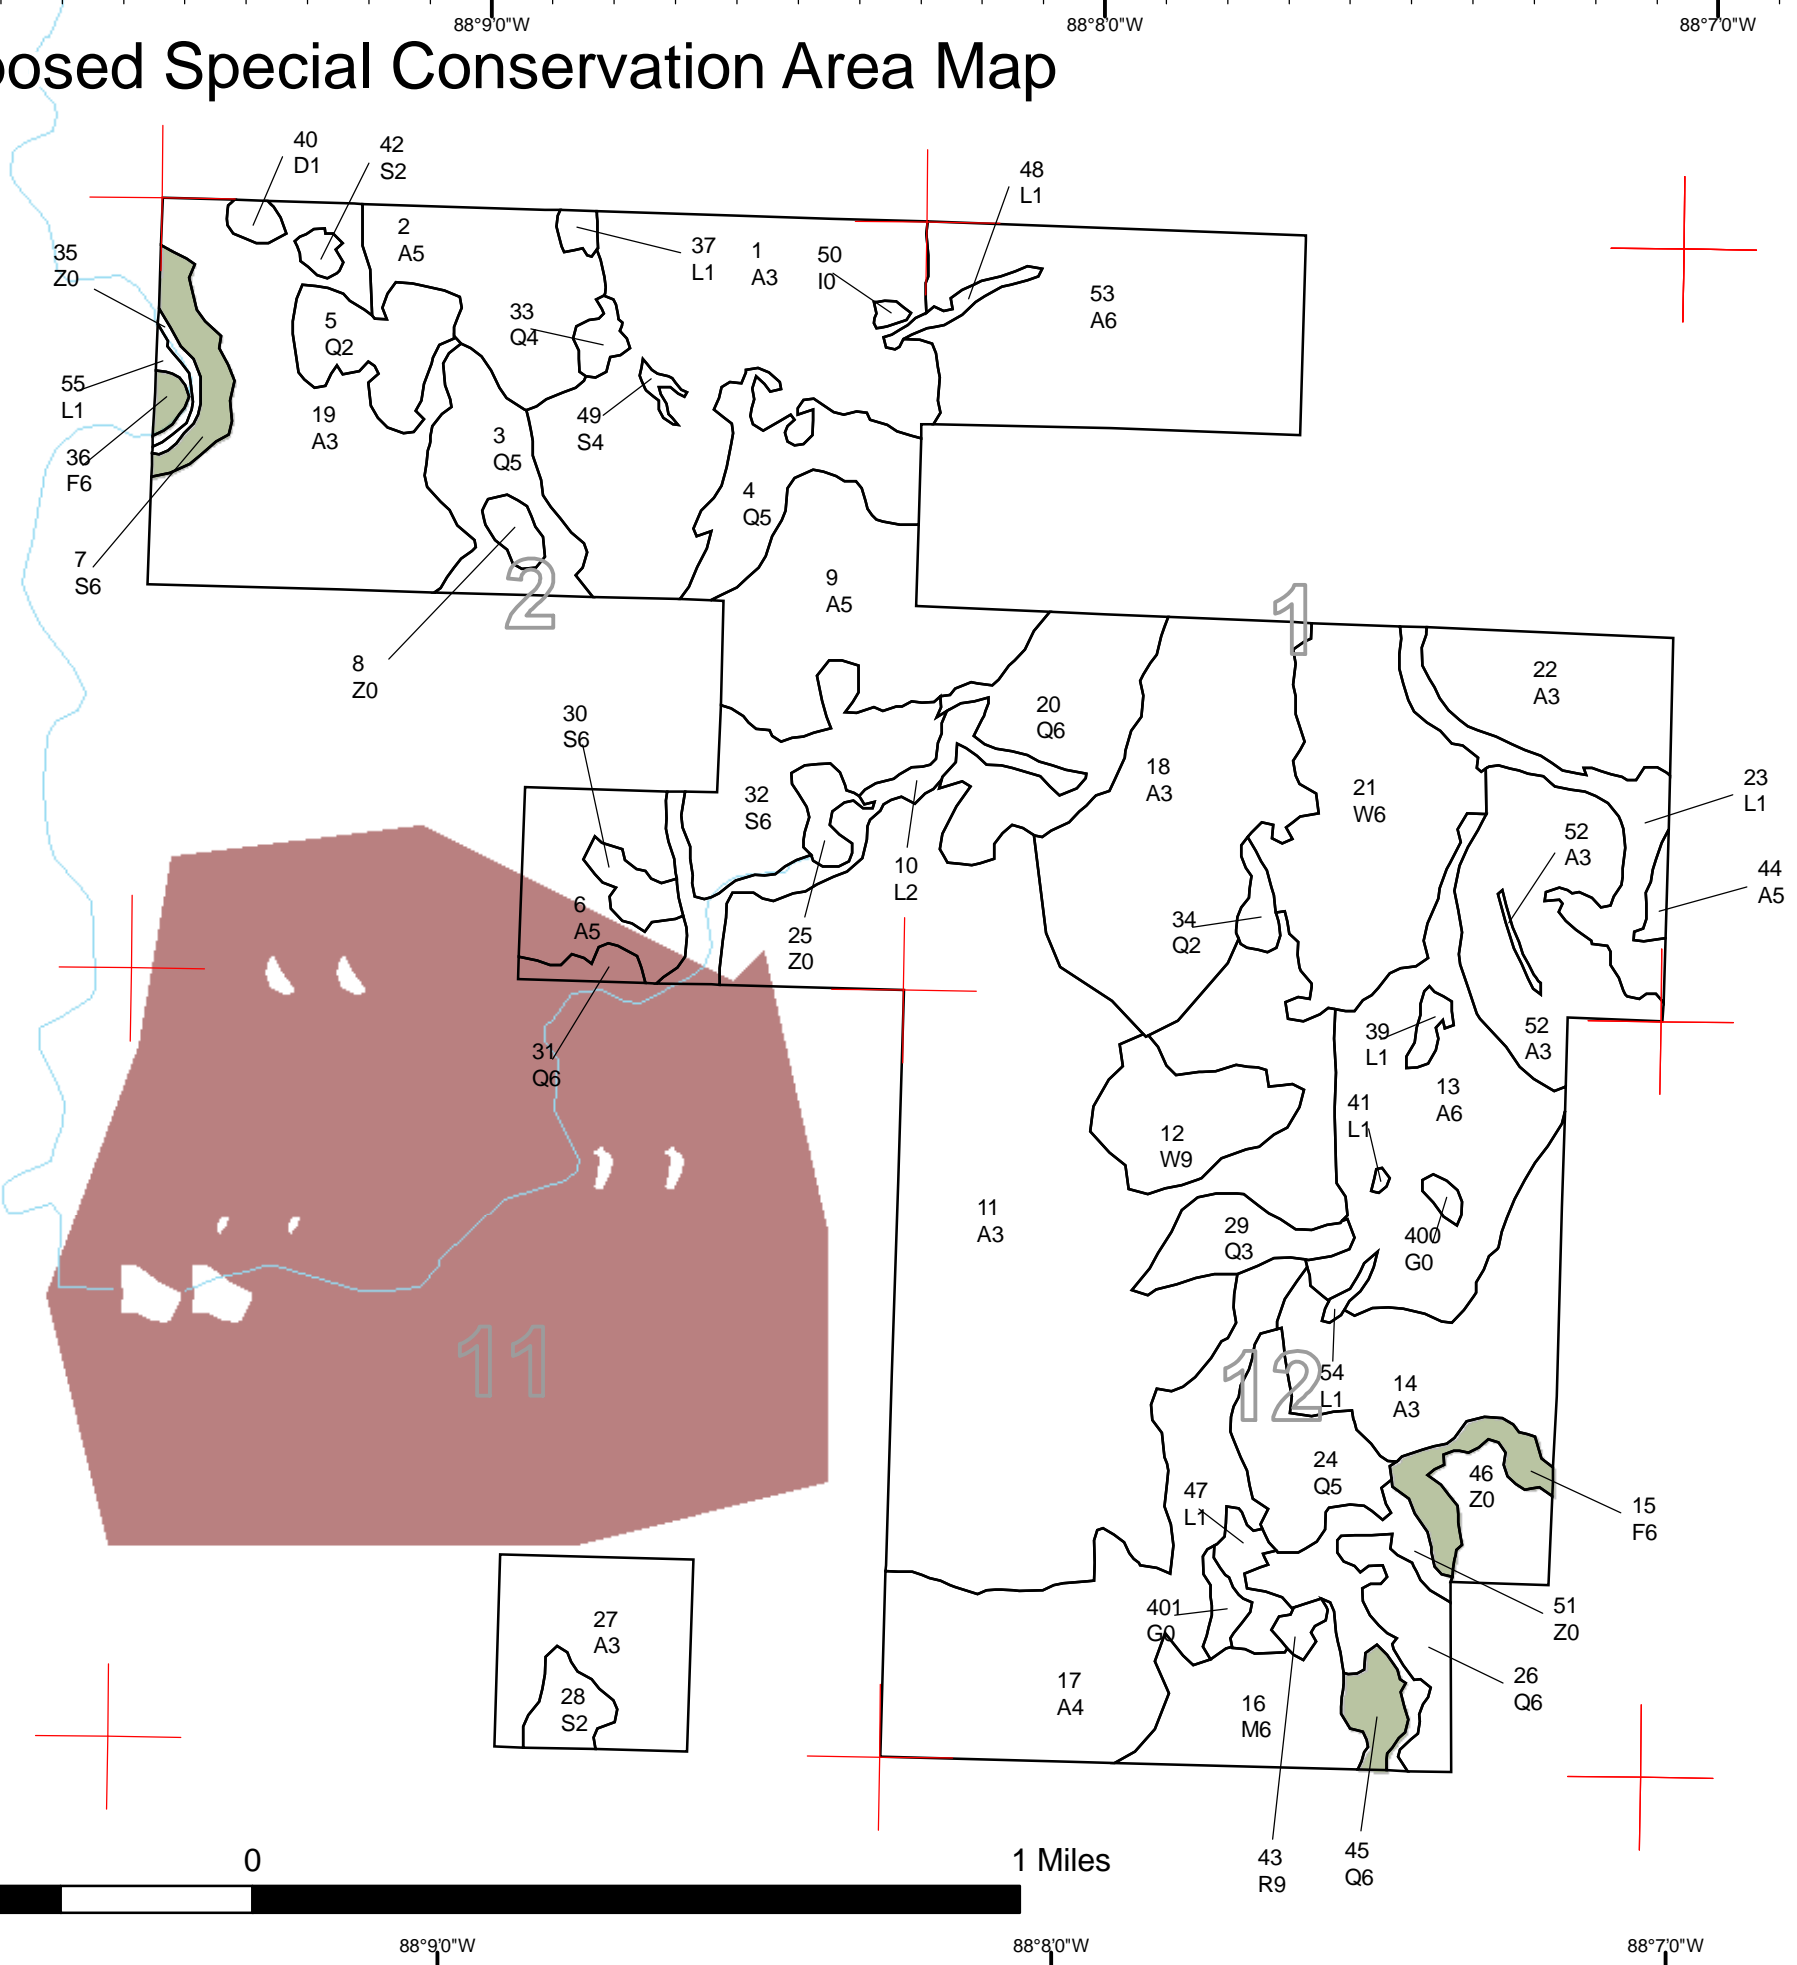 88°9'0"W
88°8'0"W
88°7'0"W
posed Special Conservation Area Map
40
D1
42
S2
48
L1
2
A5
37
L1
1
A3
50
I0
35
Z0
53
A6
5
Q2
33
Q4
55
L1
19
A3
49
S4
3
Q5
36
F6
4
Q5
7
S6
9
A5
2
1
8
Z0
22
A3
30
S6
20
Q6
18
A3
21
W6
23
L1
32
S6
52
A3
10
L2
44
A5
6
A5
34
Q2
25
Z0
31
Q6
39
L1
52
A3
13
A6
41
L1
12
W9
11
A3
29
Q3
400
G0
11
12
54
L1
14
A3
24
Q5
46
Z0
47
L1
15
F6
401
G0
51
Z0
27
A3
26
Q6
28
S2
17
A4
16
M6
43
R9
45
Q6
0
1 Miles
88°9'0"W
88°8'0"W
88°7'0"W